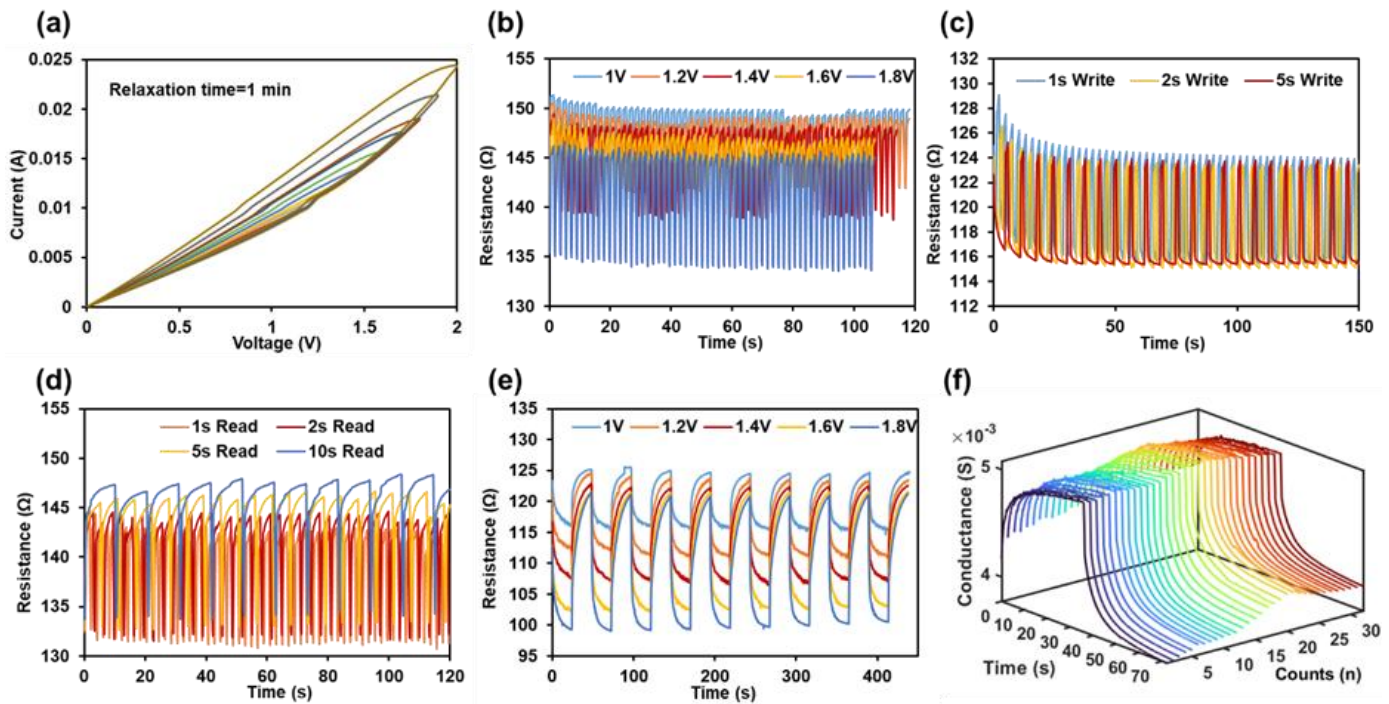 (a)
0.025
0.02
0.015
0.01
0.005
0
Current (A)
Relaxation time=1 min
0
0.5
1
1.5
2
Voltage (V)
(b)
155
150
145
140
135
130
Resistance (Ω)
1V 1.2V 1.4V 1.6V 1.8V
0 20 40 60 80 100 120
Time (s)
(c)
132
130
128
126
124
122
120
118
116
114
112
Resistance (Ω)
1s Write 2s Write 5s Write
0 50 100 150
Time (s)
(d)
155
150
145
140
135
130
Resistance (Ω)
1s Read 2s Read
5s Read 10s Read
0 20 40 60 80 100 120
Time (s)
(e)
135
130
125
120
115
110
105
100
95
Resistance (Ω)
1V 1.2V 1.4V 1.6V 1.8V
0 100 200 300 400
Time (s)
(f)
×10⁻³
5
4
Conductance (S)
0
10
20
30
40
50
60
70
Time (s)
5
10
15
20
25
30
Counts (n)